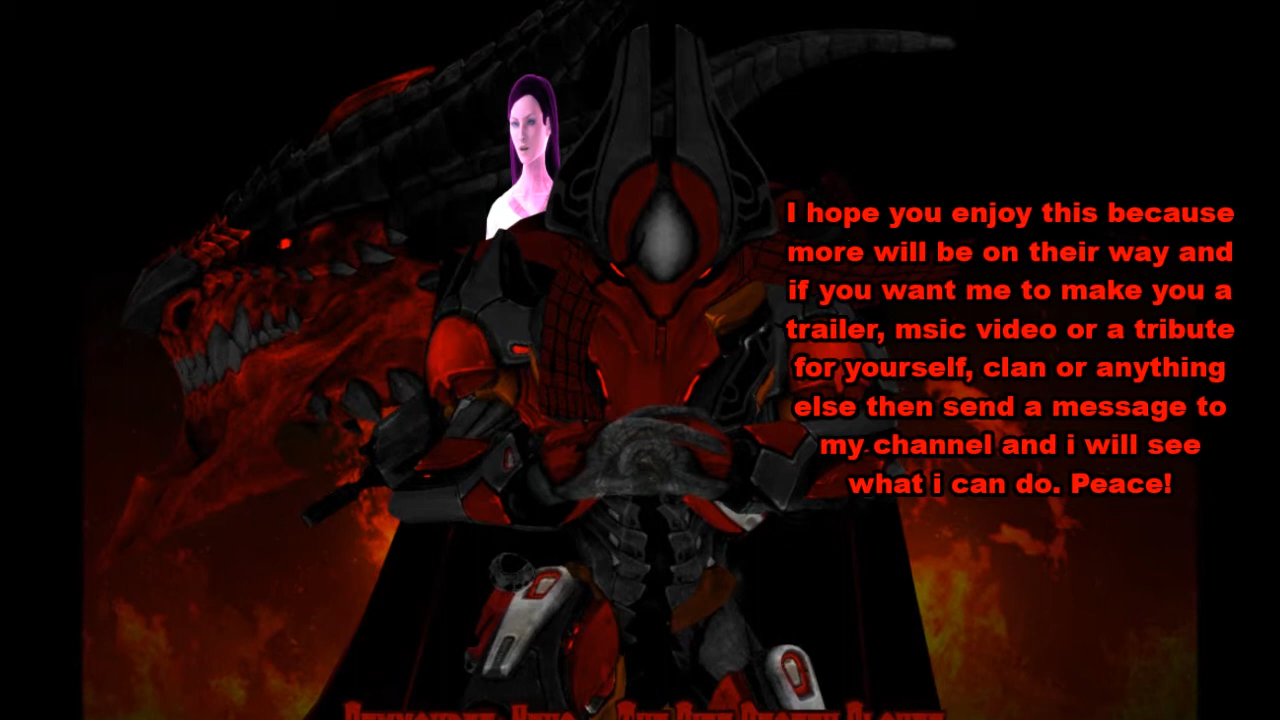 I hope you enjoy this because
more will be on their way and
if you want me to make you a
trailer, msic video or a tribute
for yourself, clan or anything
else then send a message to
my channel and i will see
what i can do. Peace!